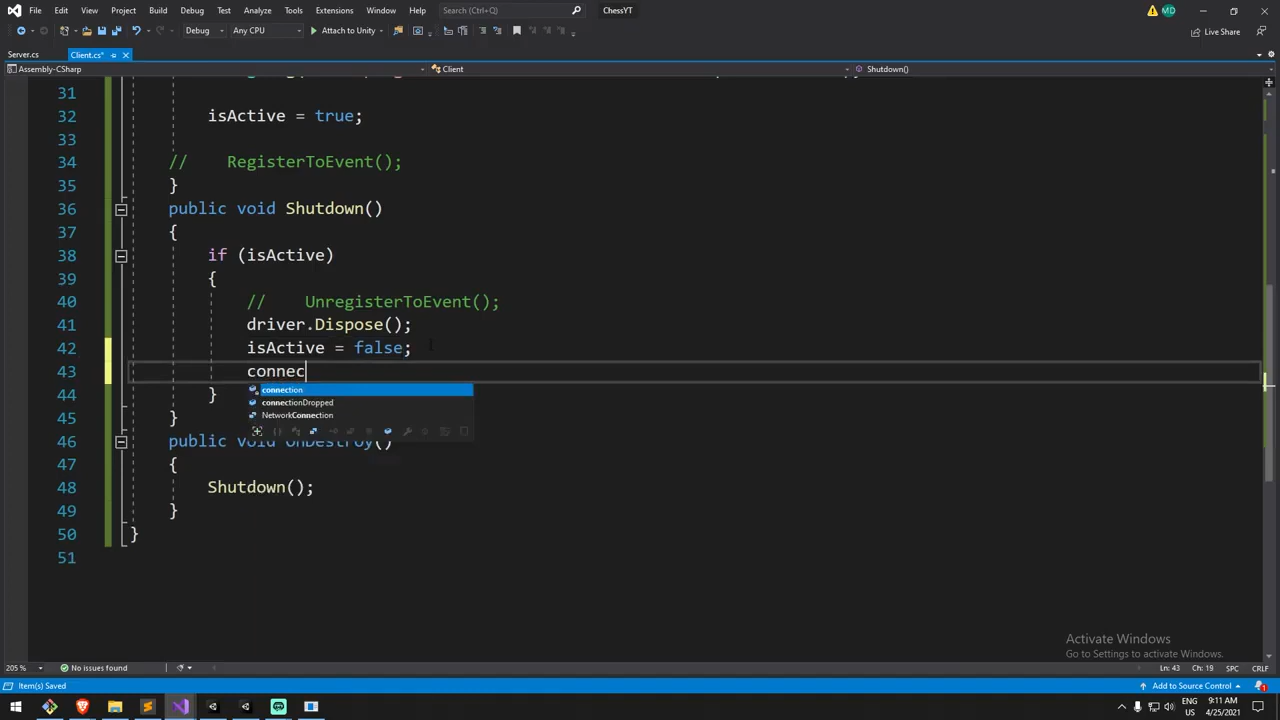 File Edit View Project Build Debug Test Analyze Tools Extensions Window Help Search (Ctrl+Q) ChessYT MD
Debug Any CPU Attach to Unity Live Share
Server.cs Client.cs*
Assembly-CSharp Client Shutdown()
31
32 isActive = true;
33
34 // RegisterToEvent();
35 }
36 public void Shutdown()
37 {
38 if (isActive)
39 {
40 // UnregisterToEvent();
41 driver.Dispose();
42 isActive = false;
43 connec
connection
44 }
connectionDropped
NetworkConnection
45 }
46 public void OnDestroy()
47 {
48 Shutdown();
49 }
50 }
51
Activate Windows
Go to Settings to activate Windows.
205 % No issues found Ln: 43 Ch: 19 SPC CRLF
Item(s) Saved Add to Source Control 1
ENG US 9:11 AM 4/25/2021